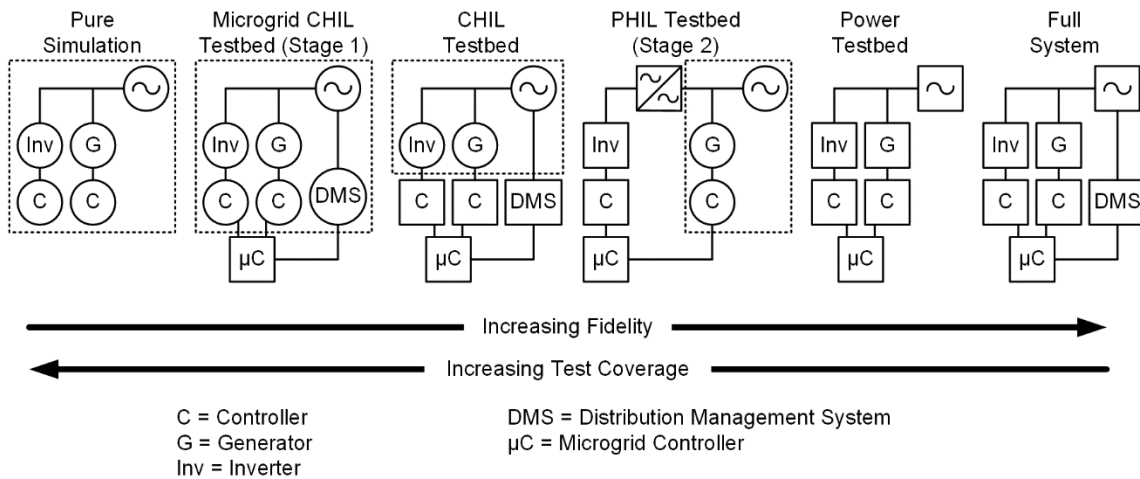 Pure
Simulation
Microgrid CHIL
Testbed (Stage 1)
CHIL
Testbed
PHIL Testbed
(Stage 2)
Power
Testbed
Full
System
Inv
G
C
C
Inv
G
C
C
DMS
µC
Inv
G
C
C
DMS
µC
Inv
C
µC
G
C
Inv
G
C
C
µC
Inv
G
C
C
DMS
µC
Increasing Fidelity
Increasing Test Coverage
C = Controller
G = Generator
Inv = Inverter
DMS = Distribution Management System
µC = Microgrid Controller